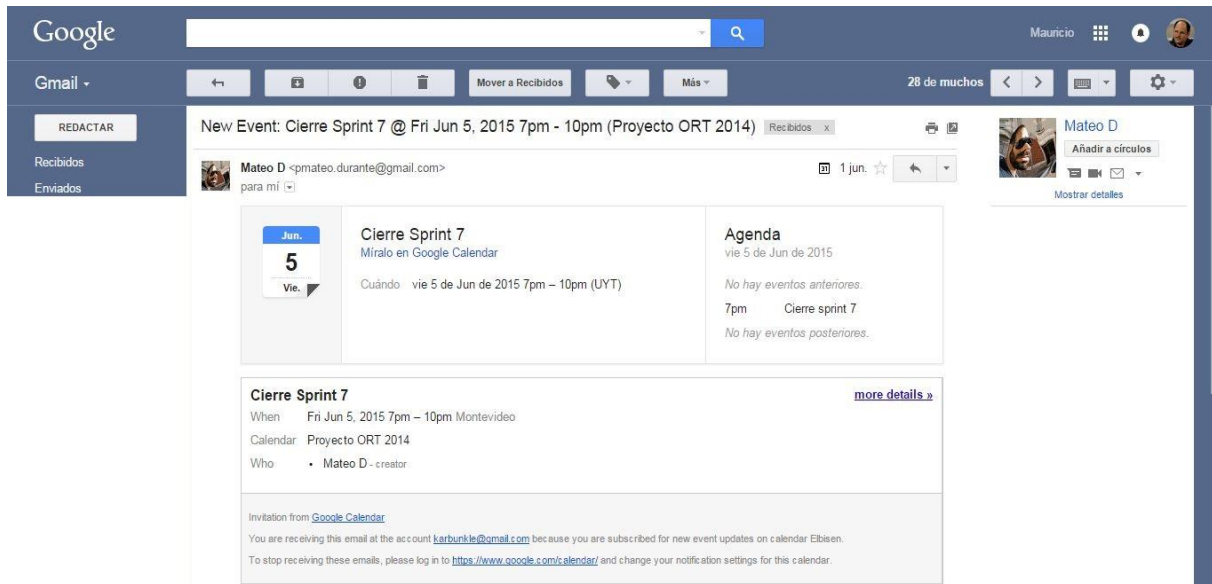 Google
Mauricio
Gmail
Mover a Recibidos
Más
28 de muchos
REDACTAR
Recibidos
Enviados
New Event: Cierre Sprint 7 @ Fri Jun 5, 2015 7pm - 10pm (Proyecto ORT 2014) Recibidos x
Mateo D <pmateo.durante@gmail.com>
31 1 jun.
para mí
Mateo D
Añadir a círculos
Mostrar detalles
Jun.
5
Vie.
Cierre Sprint 7
Míralo en Google Calendar
Cuándo vie 5 de Jun de 2015 7pm – 10pm (UYT)
Agenda
vie 5 de Jun de 2015
No hay eventos anteriores.
7pm Cierre sprint 7
No hay eventos posteriores.
Cierre Sprint 7
more details »
When Fri Jun 5, 2015 7pm – 10pm Montevideo
Calendar Proyecto ORT 2014
Who • Mateo D - creator
Invitation from Google Calendar
You are receiving this email at the account karbunkle@gmail.com because you are subscribed for new event updates on calendar Elbisen.
To stop receiving these emails, please log in to https://www.google.com/calendar/ and change your notification settings for this calendar.